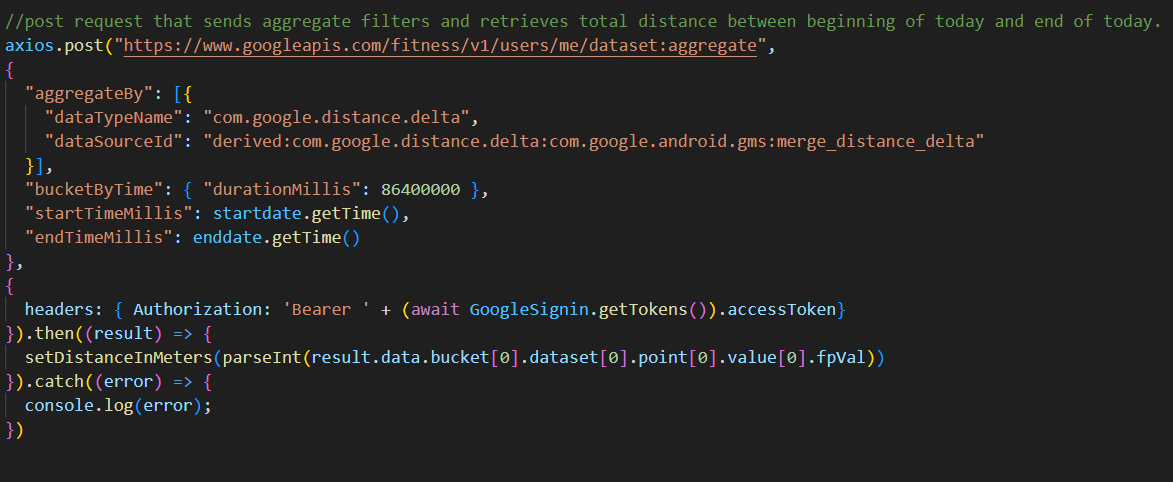 //post request that sends aggregate filters and retrieves total distance between beginning of today and end of today.
axios.post("https://www.googleapis.com/fitness/v1/users/me/dataset:aggregate",
{
  "aggregateBy": [{
    "dataTypeName": "com.google.distance.delta",
    "dataSourceId": "derived:com.google.distance.delta:com.google.android.gms:merge_distance_delta"
  }],
  "bucketByTime": { "durationMillis": 86400000 },
  "startTimeMillis": startdate.getTime(),
  "endTimeMillis": enddate.getTime()
},
{
  headers: { Authorization: 'Bearer ' + (await GoogleSignin.getTokens()).accessToken}
}).then((result) => {
  setDistanceInMeters(parseInt(result.data.bucket[0].dataset[0].point[0].value[0].fpVal))
}).catch((error) => {
  console.log(error);
})